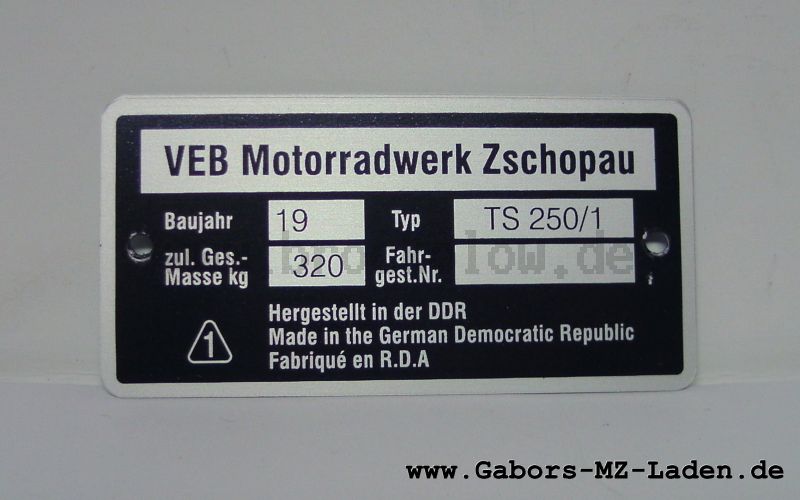 VEB Motorradwerk Zschopau
Baujahr 19 Typ TS 250/1
zul. Ges.- Masse kg 320 Fahr- gest.Nr.
1
Hergestellt in der DDR
Made in the German Democratic Republic
Fabriqué en R.D.A
www.Gabors-MZ-Laden.de